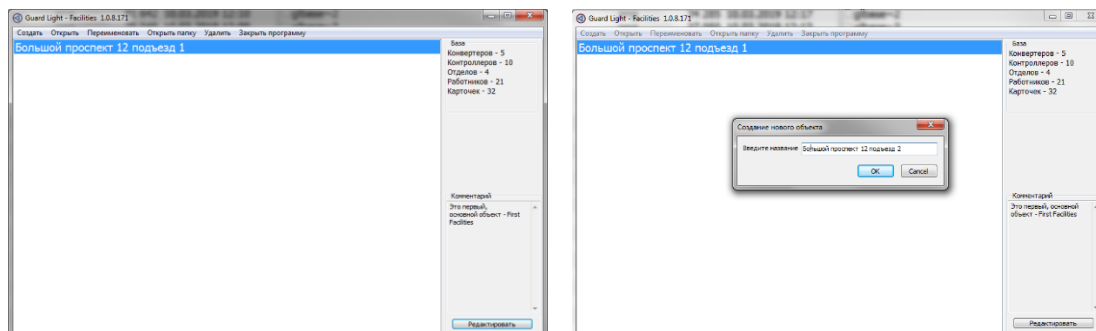 Guard Light - Facilities 1.0.8.171
Создать Открыть Переименовать Открыть папку Удалить Закрыть программу
Большой проспект 12 подъезд 1
База
Конвертеров - 5
Контроллеров - 10
Отделов - 4
Работников - 21
Карточек - 32
Комментарий
Это первый,
основной объект - First
Facilities
Редактировать
Guard Light - Facilities 1.0.8.171
Создать Открыть Переименовать Открыть папку Удалить Закрыть программу
Большой проспект 12 подъезд 1
База
Конвертеров - 5
Контроллеров - 10
Отделов - 4
Работников - 21
Карточек - 32
Создание нового объекта
Введите название Большой проспект 12 подъезд 2
OK Cancel
Комментарий
Это первый, основной
объект - First Facilities
Редактировать